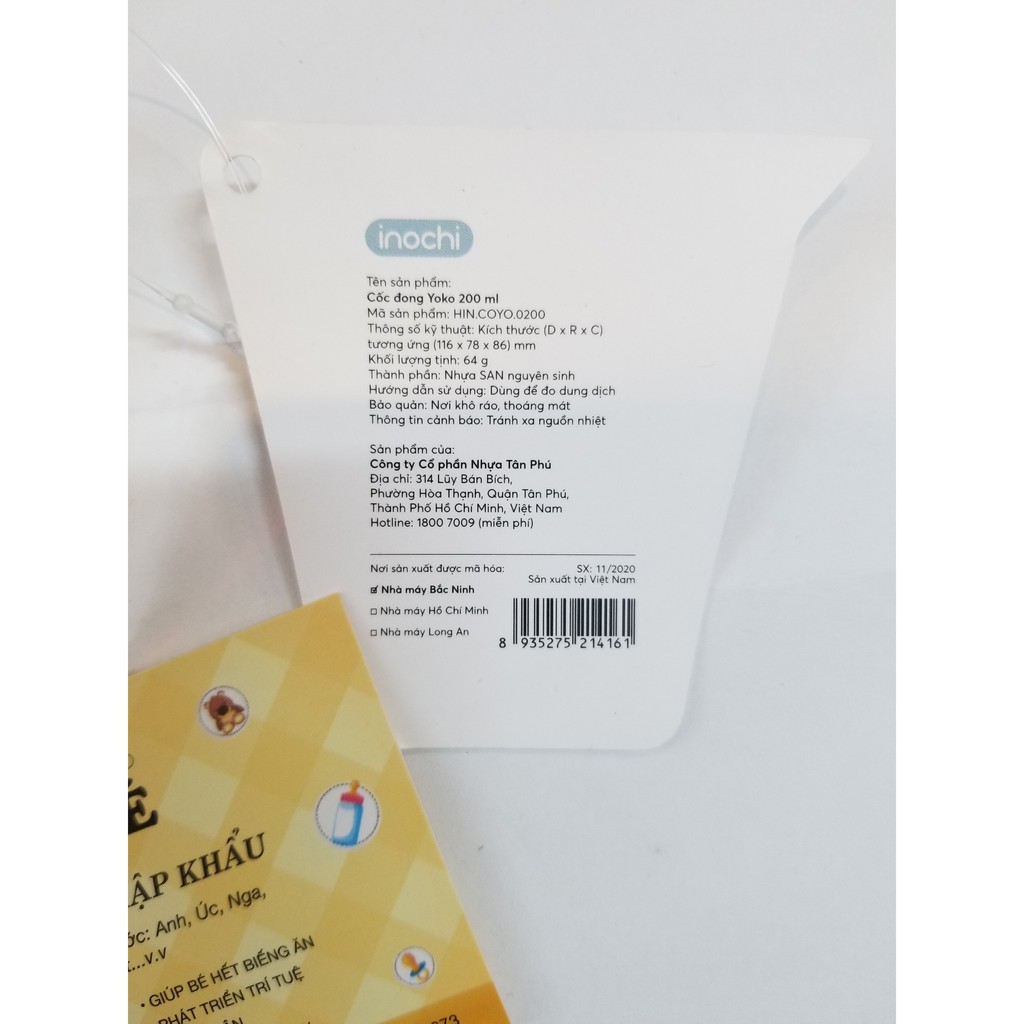 inochi
Tên sản phẩm:
Cốc đong Yoko 200 ml
Mã sản phẩm: HIN.COYO.0200
Thông số kỹ thuật: Kích thước (D x R x C)
tương ứng (116 x 78 x 86) mm
Khối lượng tịnh: 64 g
Thành phần: Nhựa SAN nguyên sinh
Hướng dẫn sử dụng: Dùng để đo dung dịch
Bảo quản: Nơi khô ráo, thoáng mát
Thông tin cảnh báo: Tránh xa nguồn nhiệt
Sản phẩm của:
Công ty Cổ phần Nhựa Tân Phú
Địa chỉ: 314 Lũy Bán Bích,
Phường Hòa Thạnh, Quận Tân Phú,
Thành Phố Hồ Chí Minh, Việt Nam
Hotline: 1800 7009 (miễn phí)
Nơi sản xuất được mã hóa:
SX: 11/2020
Sản xuất tại Việt Nam
Nhà máy Bắc Ninh
Nhà máy Hồ Chí Minh
Nhà máy Long An
8 935275 214161
KHẨU
Anh, Úc, Nga,
...v.v
• GIÚP BÉ HẾT BIẾNG ĂN
PHÁT TRIỂN TRÍ TUỆ